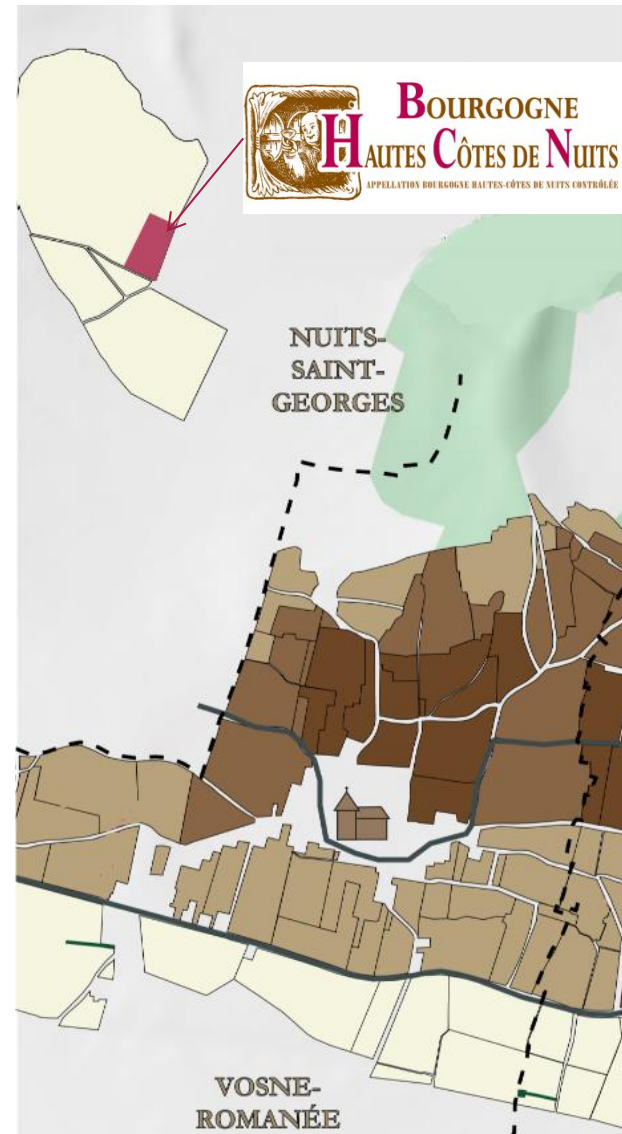 BOURGOGNE
HAUTES CÔTES DE NUITS
APPELLATION BOURGOGNE HAUTES-CÔTES DE NUITS CONTRÔLÉE
NUITS-
SAINT-
GEORGES
VOSNE-
ROMANÉE